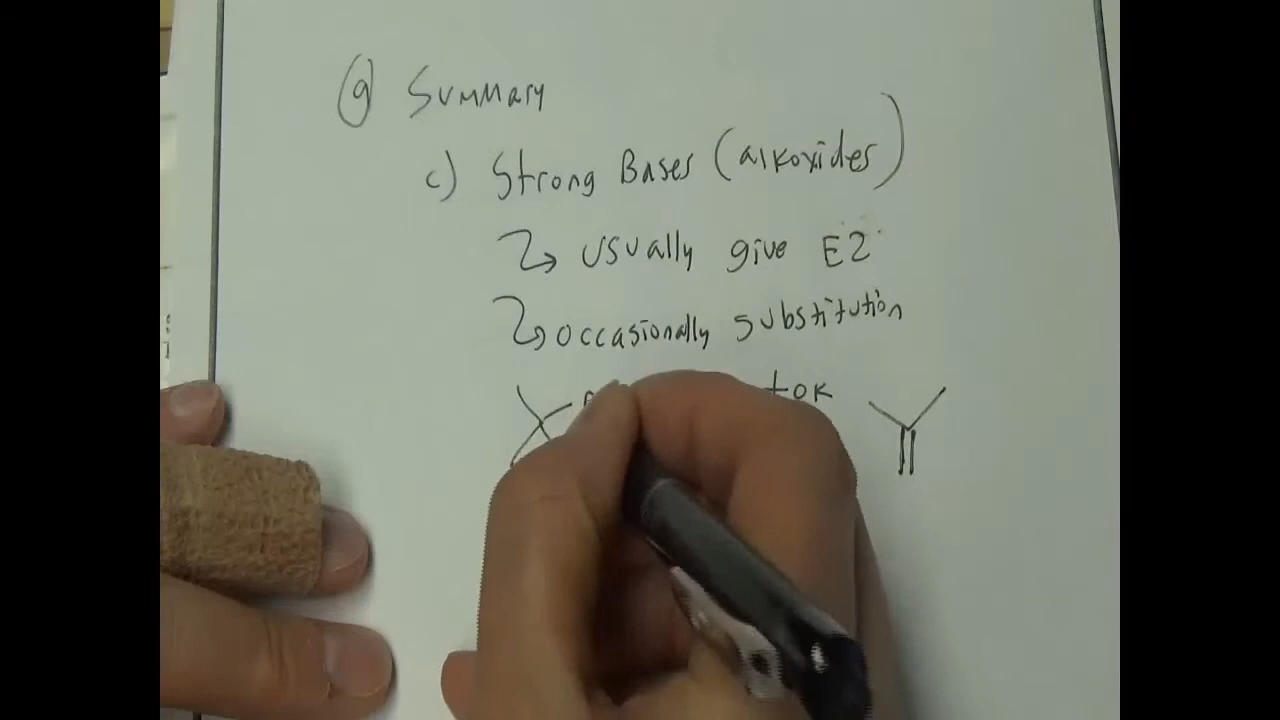 (g) Summary
c) Strong Bases (alkoxides)
↳ usually give E2
↳ occasionally substitution
tOK